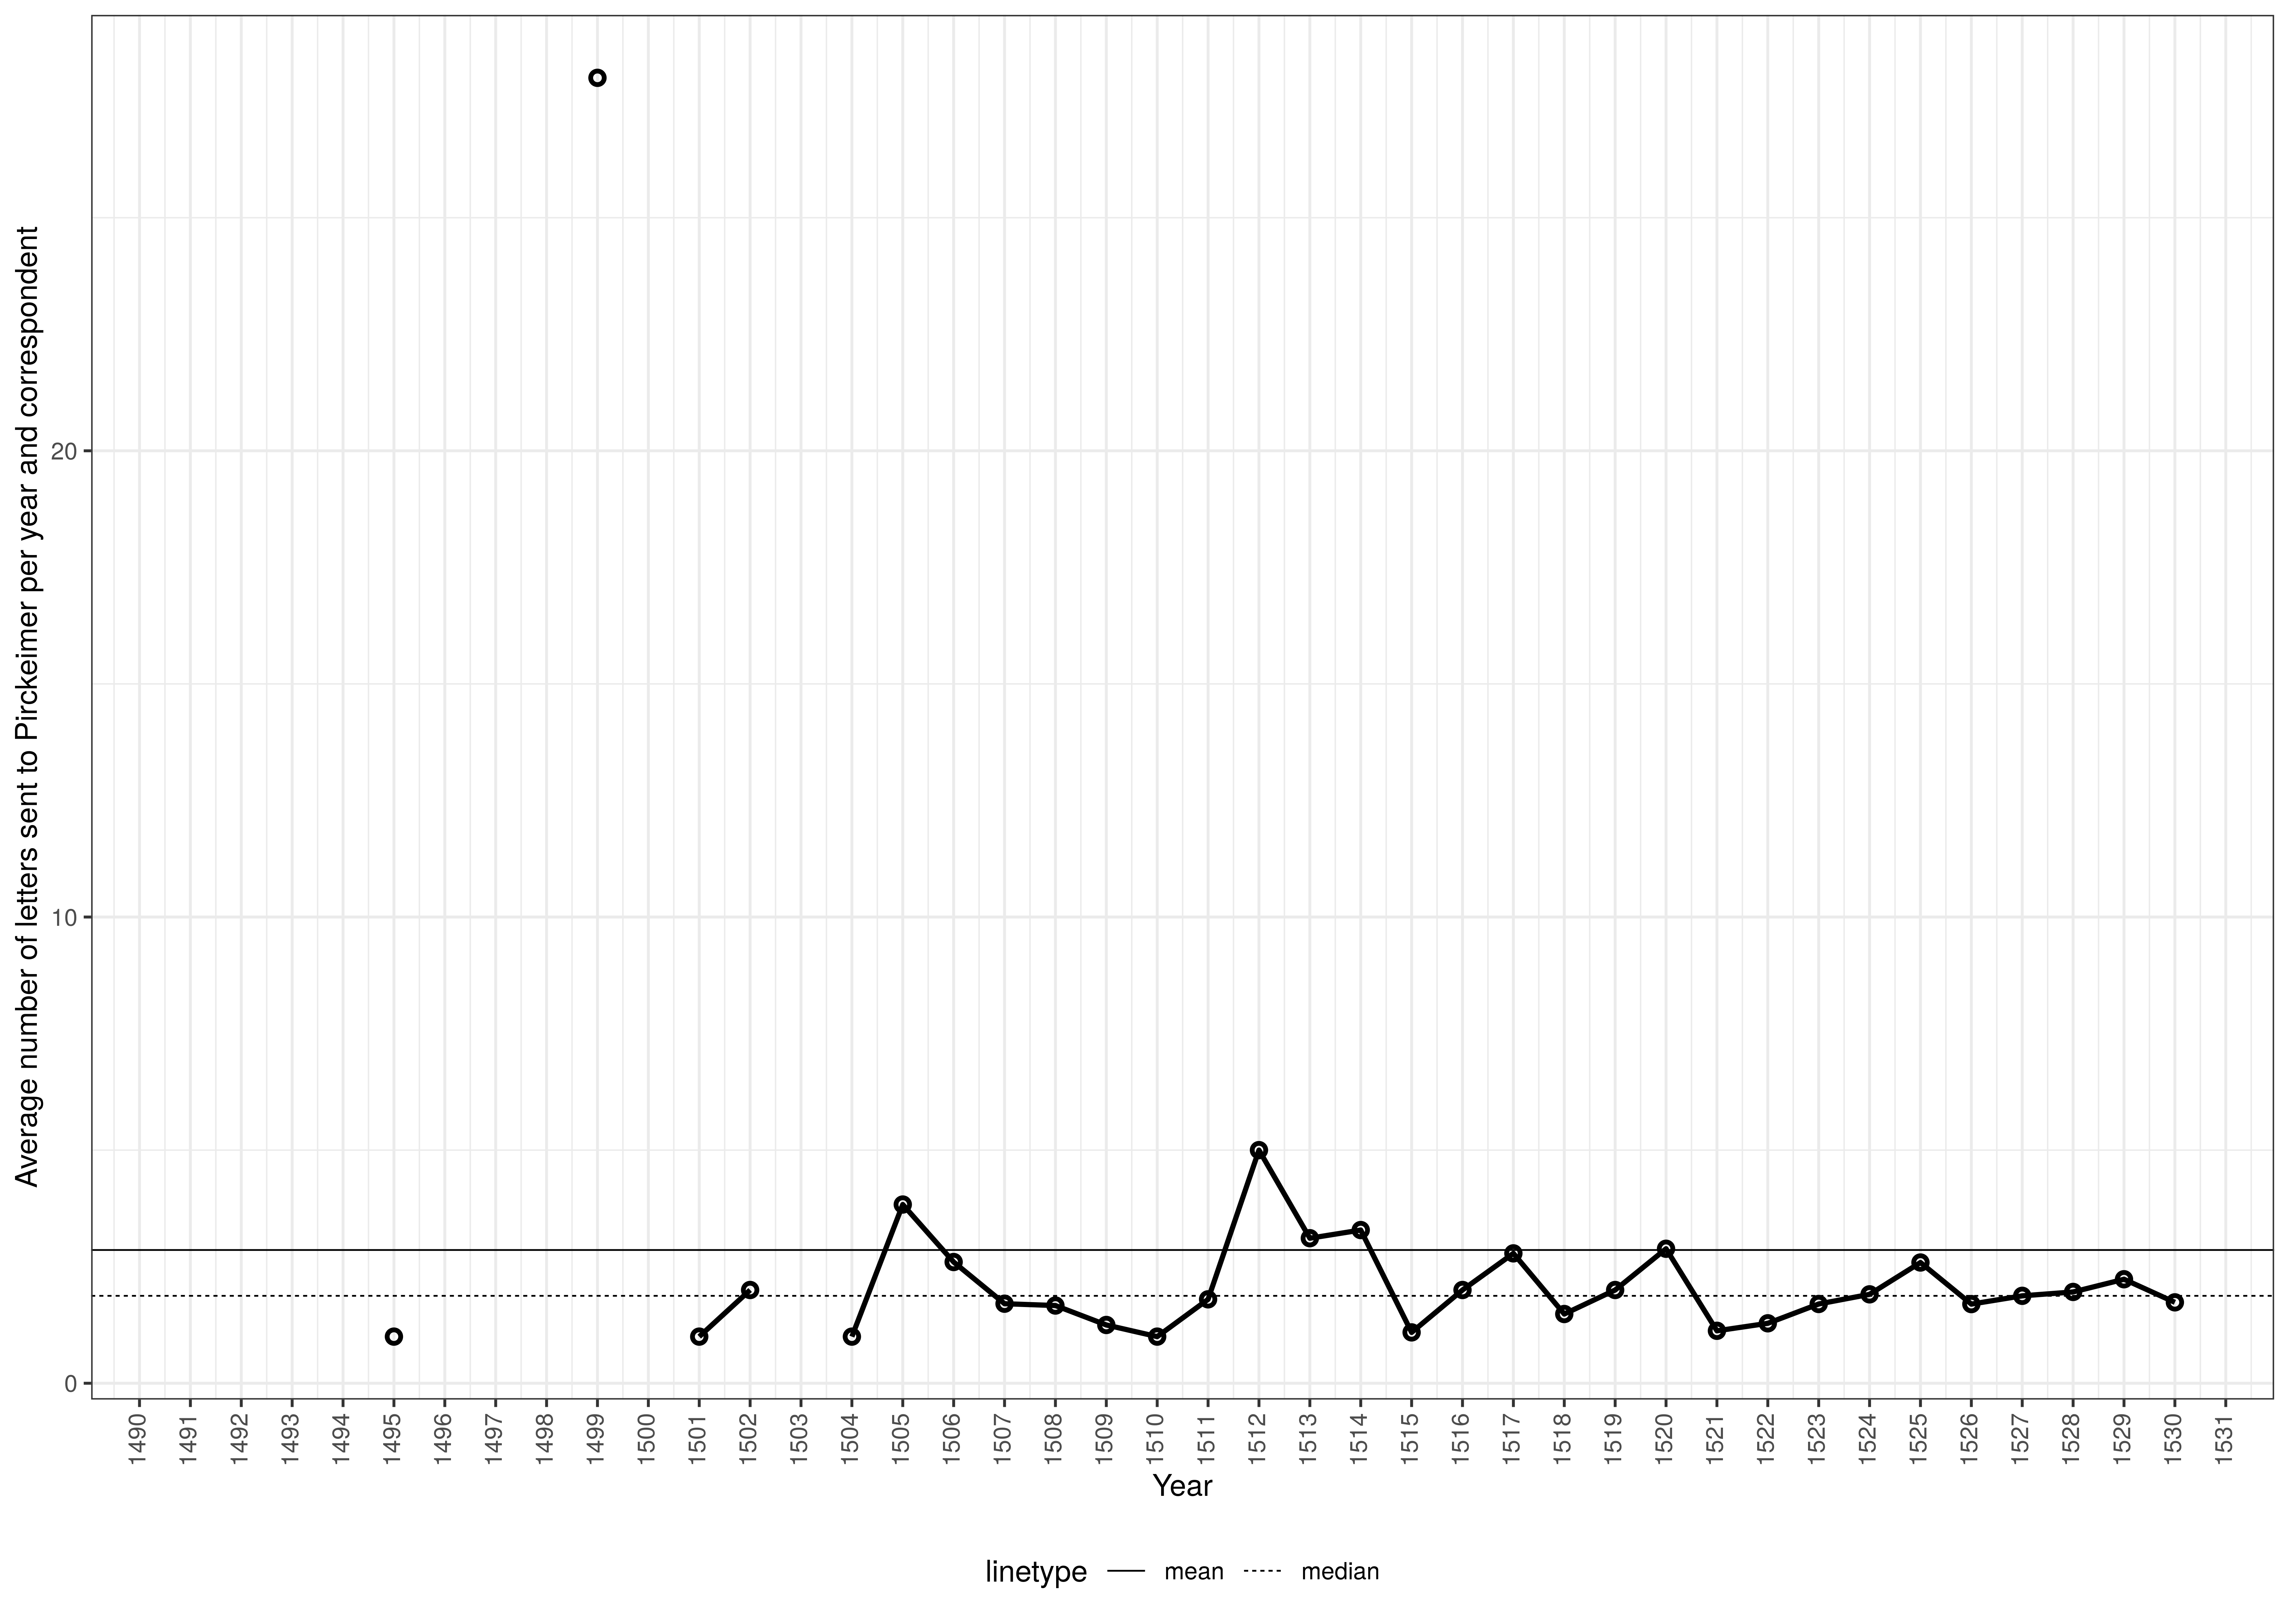 Average number of letters sent to Pirckeimer per year and correspondent
20
10
0
1490 1491 1492 1493 1494 1495 1496 1497 1498 1499 1500 1501 1502 1503 1504 1505 1506 1507 1508 1509 1510 1511 1512 1513 1514 1515 1516 1517 1518 1519 1520 1521 1522 1523 1524 1525 1526 1527 1528 1529 1530 1531
Year
linetype mean median